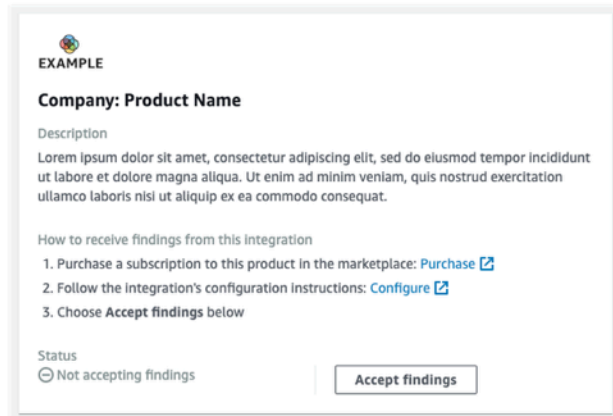 EXAMPLE
Company: Product Name
Description
Lorem ipsum dolor sit amet, consectetur adipiscing elit, sed do eiusmod tempor incididunt
ut labore et dolore magna aliqua. Ut enim ad minim veniam, quis nostrud exercitation
ullamco laboris nisi ut aliquip ex ea commodo consequat.
How to receive findings from this integration
1. Purchase a subscription to this product in the marketplace: Purchase
2. Follow the integration's configuration instructions: Configure
3. Choose Accept findings below
Status
Not accepting findings
Accept findings